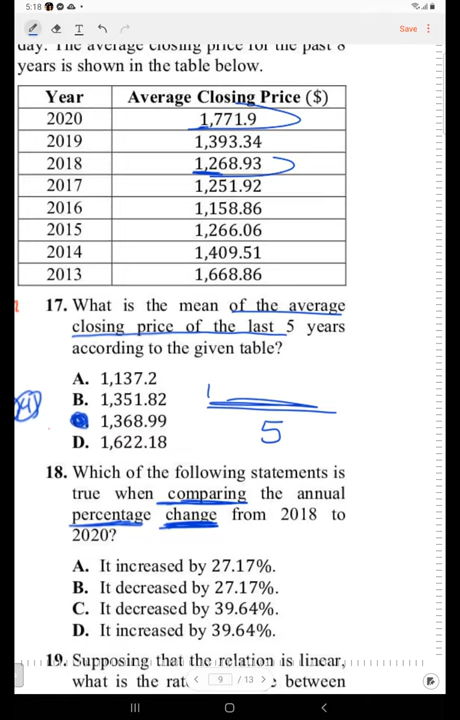 5:18
Save
day. The average closing price for the past 8
years is shown in the table below.
Year Average Closing Price ($)
2020 1,771.9
2019 1,393.34
2018 1,268.93
2017 1,251.92
2016 1,158.86
2015 1,266.06
2014 1,409.51
2013 1,668.86
17. What is the mean of the average
closing price of the last 5 years
according to the given table?
A. 1,137.2
B. 1,351.82
1,368.99
D. 1,622.18
5
18. Which of the following statements is
true when comparing the annual
percentage change from 2018 to
2020?
A. It increased by 27.17%.
B. It decreased by 27.17%.
C. It decreased by 39.64%.
D. It increased by 39.64%.
19. Supposing that the relation is linear,
what is the rat between
9 / 13